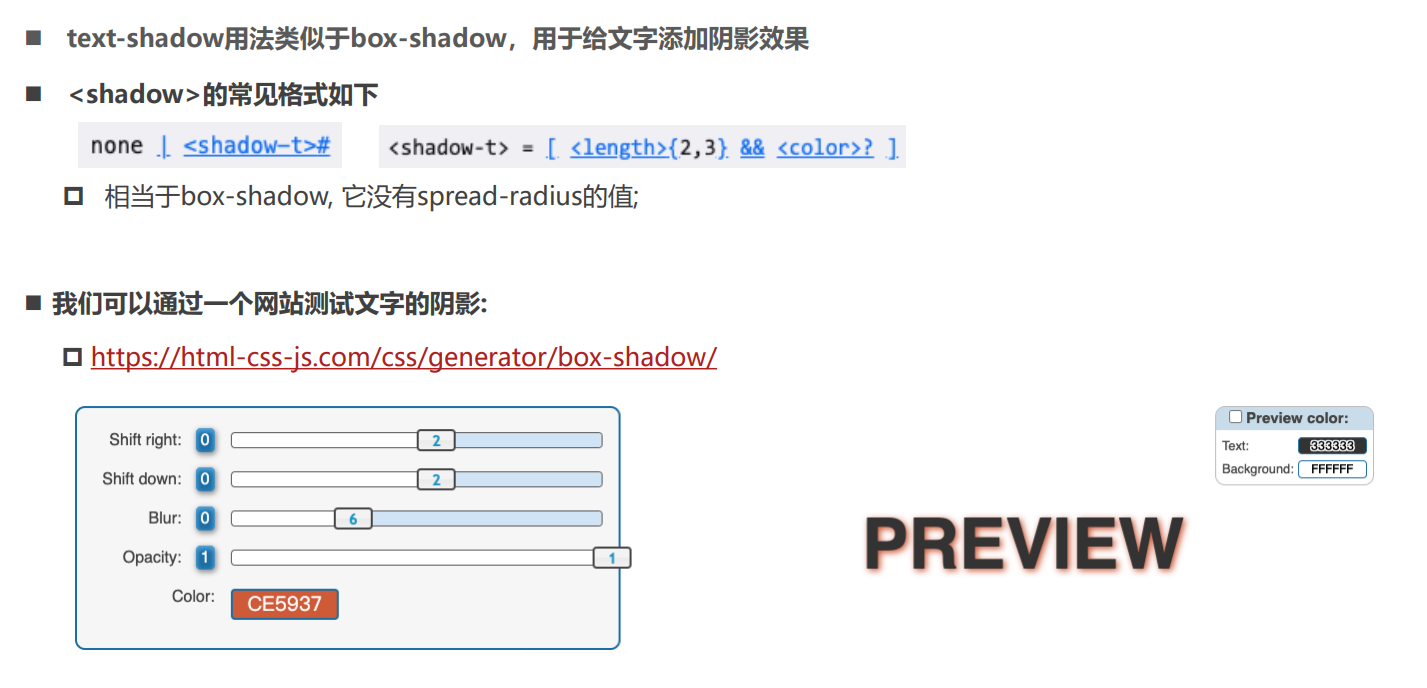 text-shadow用法类似于box-shadow，用于给文字添加阴影效果
<shadow>的常见格式如下
none | <shadow-t># <shadow-t> = [ <length>{2,3} && <color>? ]
相当于box-shadow, 它没有spread-radius的值;
我们可以通过一个网站测试文字的阴影:
https://html-css-js.com/css/generator/box-shadow/
Shift right: 0 2
Shift down: 0 2
Blur: 0 6
Opacity: 1 1
Color: CE5937
Preview color:
Text: 333333
Background: FFFFFF
PREVIEW